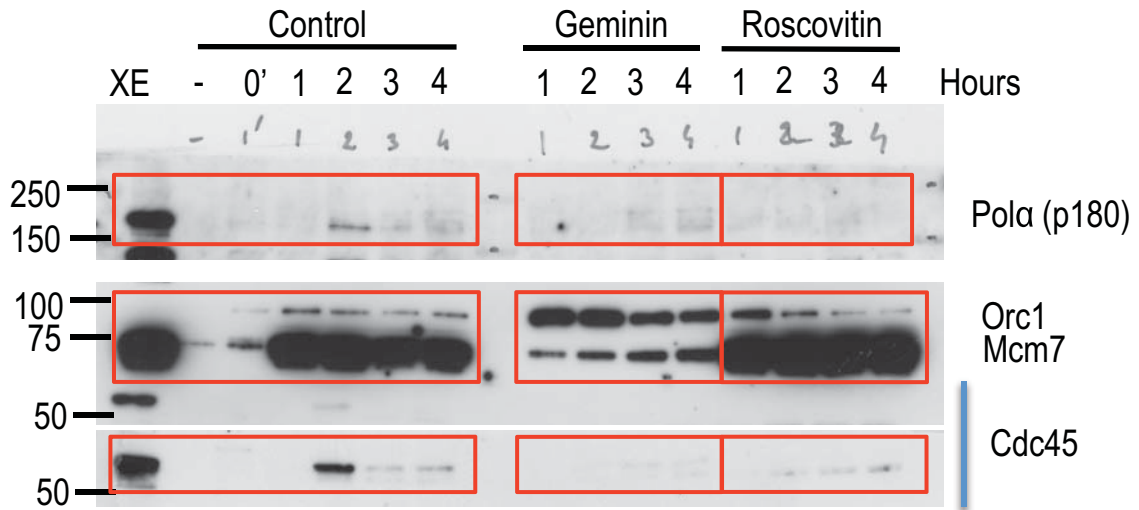 Control Geminin Roscovitin
XE - 0' 1 2 3 4 1 2 3 4 1 2 3 4 Hours
- 1' 1 2 3 4 1 2 3 4 1 2 3 4
250
150
Polα (p180)
100
75
50
Orc1
Mcm7
50
Cdc45